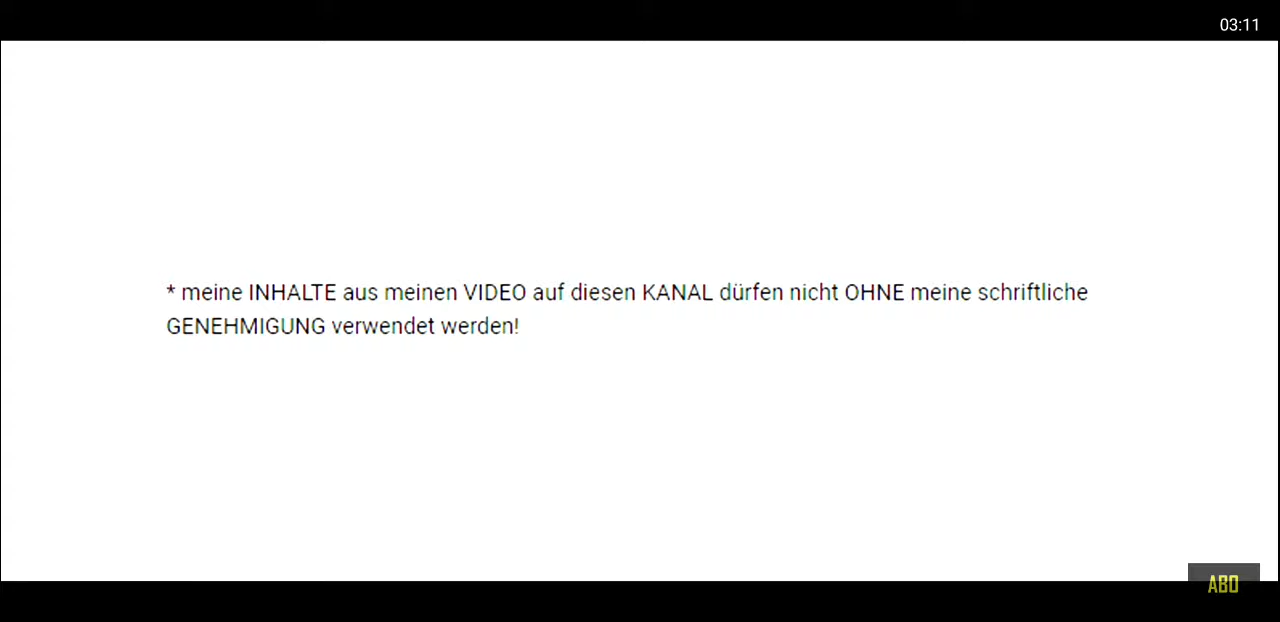 03:11
* meine INHALTE aus meinen VIDEO auf diesen KANAL dürfen nicht OHNE meine schriftliche
GENEHMIGUNG verwendet werden!
ABO